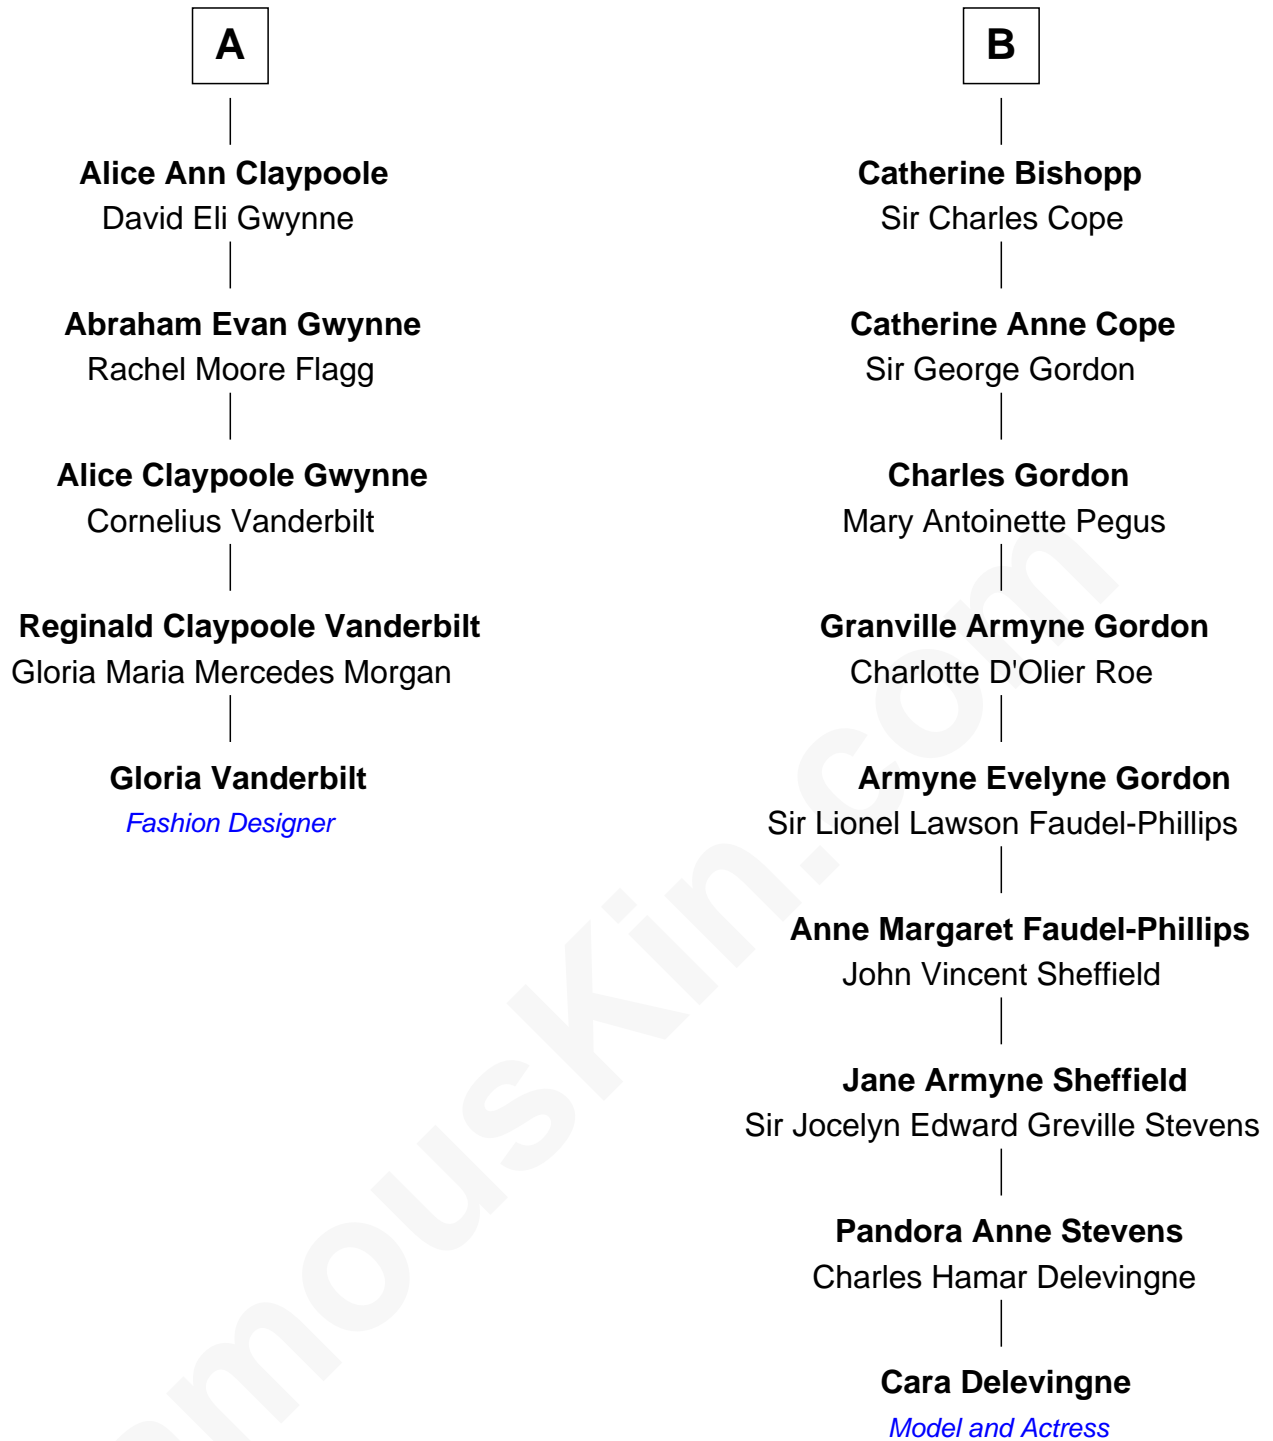 A
Alice Ann Claypoole
David Eli Gwynne
Abraham Evan Gwynne
Rachel Moore Flagg
Alice Claypoole Gwynne
Cornelius Vanderbilt
Reginald Claypoole Vanderbilt
Gloria Maria Mercedes Morgan
Gloria Vanderbilt
Fashion Designer
B
Catherine Bishopp
Sir Charles Cope
Catherine Anne Cope
Sir George Gordon
Charles Gordon
Mary Antoinette Pegus
Granville Armyne Gordon
Charlotte D'Olier Roe
Armyne Evelyne Gordon
Sir Lionel Lawson Faudel-Phillips
Anne Margaret Faudel-Phillips
John Vincent Sheffield
Jane Armyne Sheffield
Sir Jocelyn Edward Greville Stevens
Pandora Anne Stevens
Charles Hamar Delevingne
Cara Delevingne
Model and Actress
amousKin.com